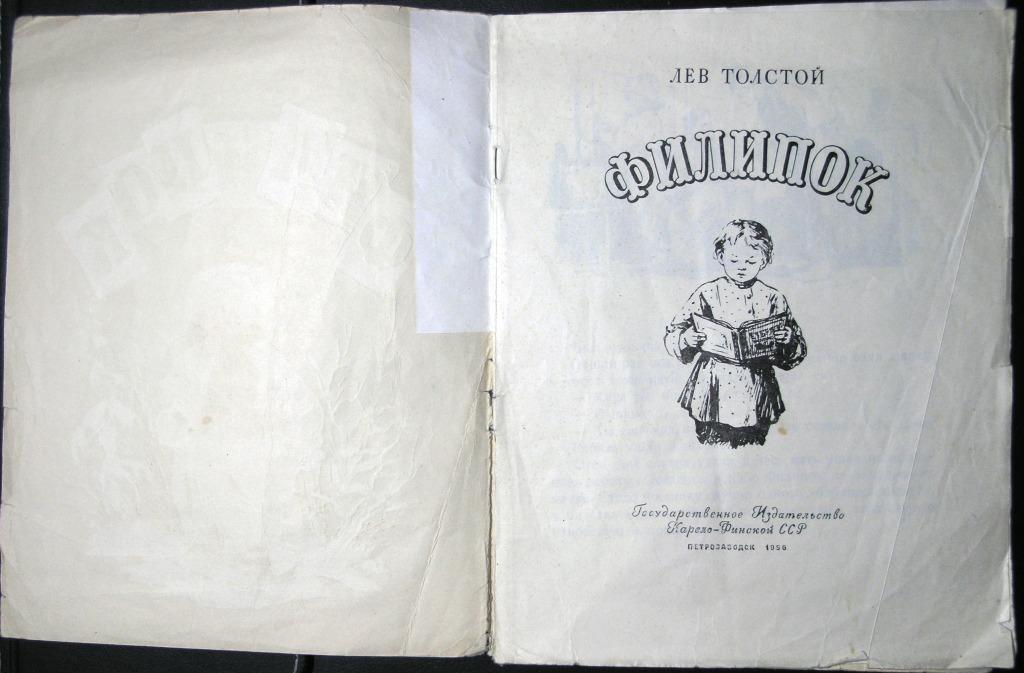 ЛЕВ ТОЛСТОЙ
ФИЛИПОК
Государственное Издательство
Карело-Финской ССР
ПЕТРОЗАВОДСК 1956